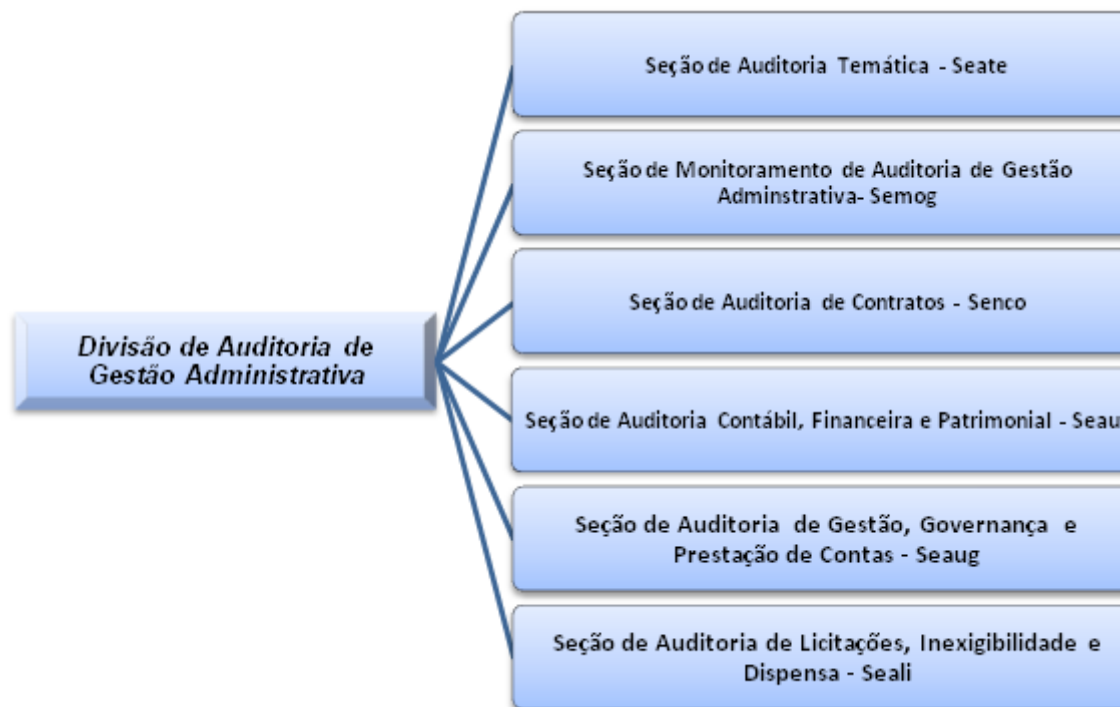 Seção de Auditoria Temática - Seate
Seção de Monitoramento de Auditoria de Gestão
Adminstrativa- Semog
Seção de Auditoria de Contratos - Senco
Divisão de Auditoria de
Gestão Administrativa
Seção de Auditoria Contábil, Financeira e Patrimonial - Seau
Seção de Auditoria de Gestão, Governança e
Prestação de Contas - Seaug
Seção de Auditoria de Licitações, Inexigibilidade e
Dispensa - Seali